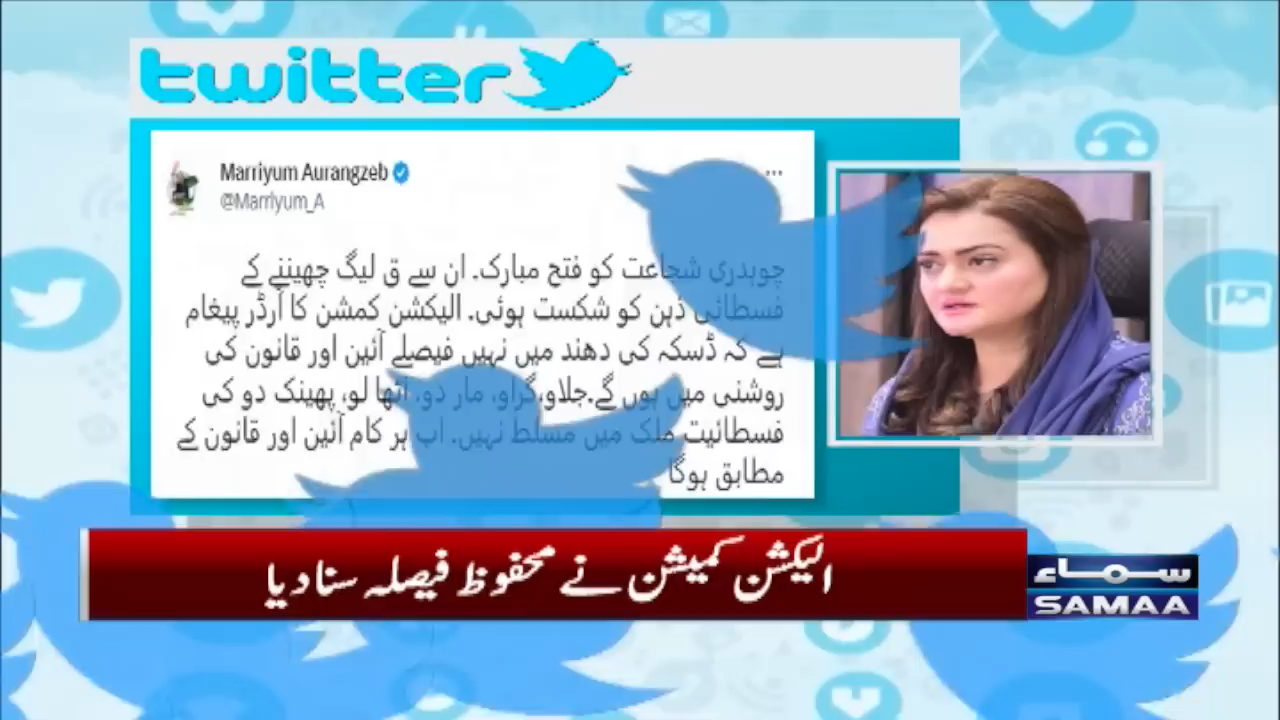 twitter
Marriyum Aurangzeb
@Marriyum_A
چوہدری شجاعت کو فتح مبارک۔ ان سے ق لیگ چھیننے کے
فسطائی ذہن کو شکست ہوئی۔ الیکشن کمشن کا آرڈر پیغام
ہے کہ ڈسکہ کی دھند میں نہیں فیصلے آئین اور قانون کی
روشنی میں ہوں گے۔جلاو،گراو، مار دو، اٹھا لو، پھینک دو کی
فسطائیت ملک میں مسلط نہیں۔ اب ہر کام آئین اور قانون کے
مطابق ہوگا
الیکشن کمیشن نے محفوظ فیصلہ سنا دیا
سماء
SAMAA